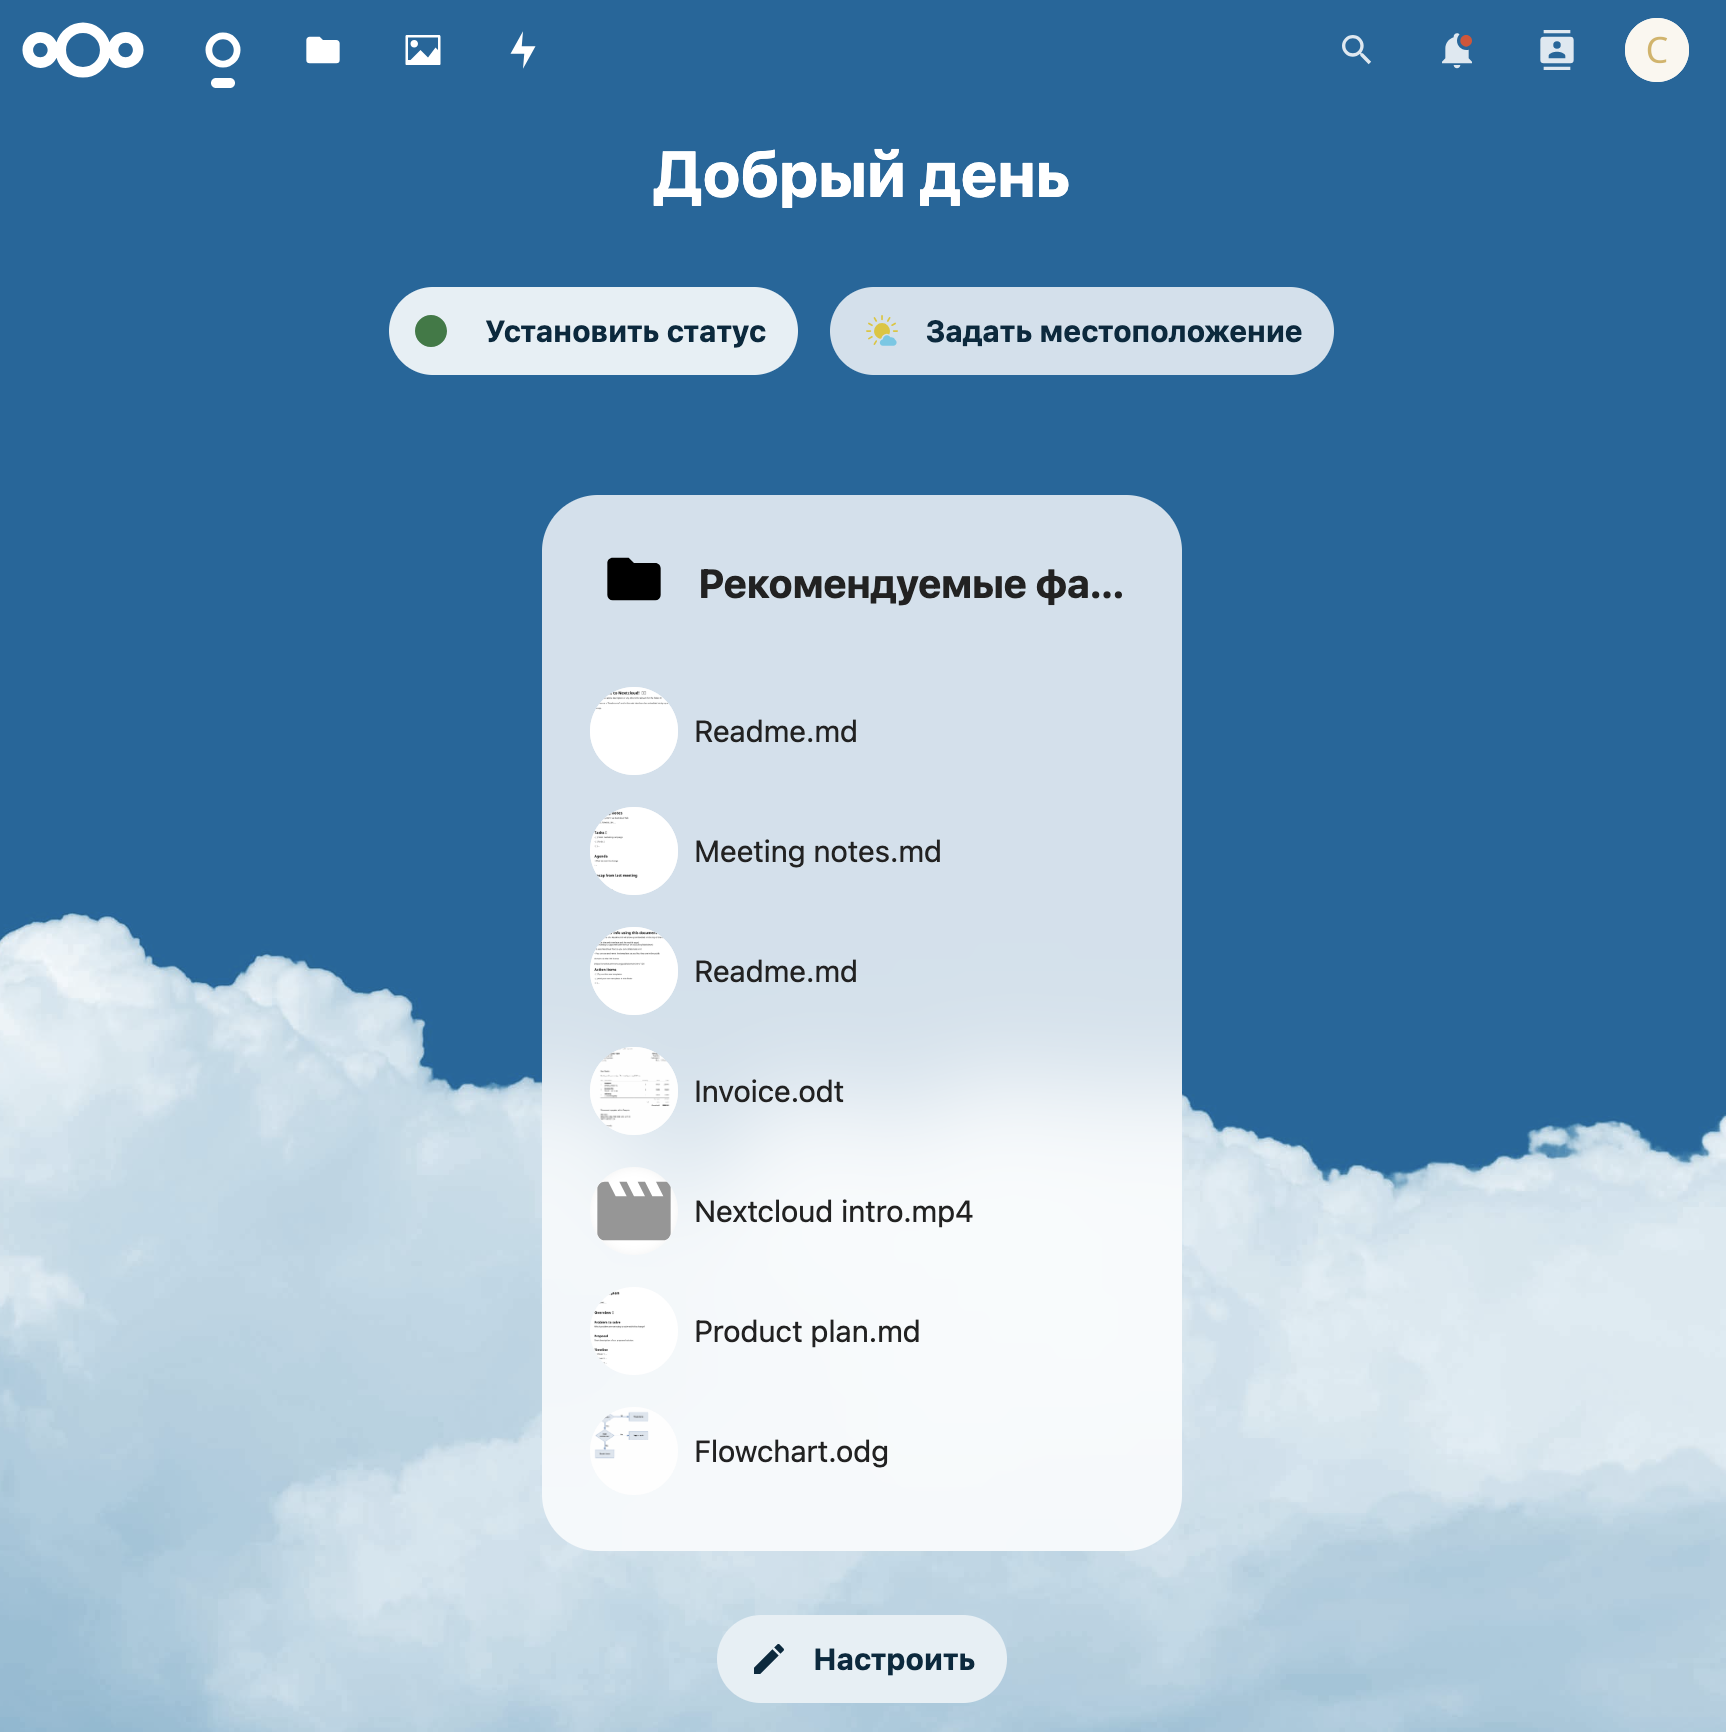 C
Добрый день
Установить статус
Задать местоположение
Рекомендуемые фа...
Readme.md
Meeting notes.md
Readme.md
Invoice.odt
Nextcloud intro.mp4
Product plan.md
Flowchart.odg
Настроить